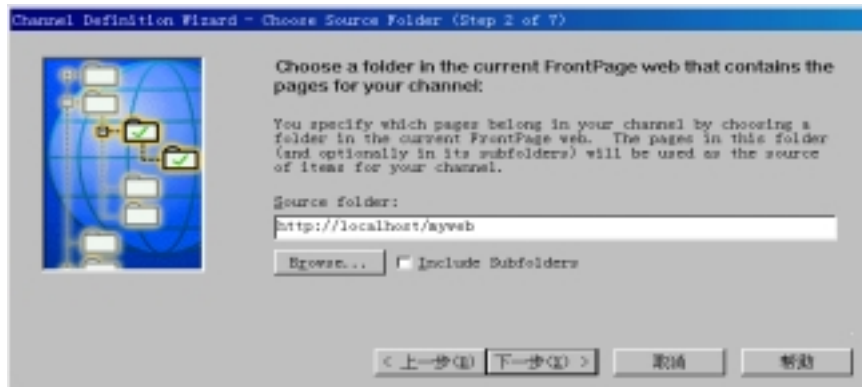 Channel Definition Wizard - Choose Source Folder (Step 2 of 7)
Choose a folder in the current FrontPage web that contains the
pages for your channel:
You specify which pages belong in your channel by choosing a
folder in the current FrontPage web. The pages in this folder
(and optionally in its subfolders) will be used as the source
of items for your channel.
Source folder:
http://localhost/myweb
Browse... Include Subfolders
< 上一步(B) 下一步(X) > 取消 帮助